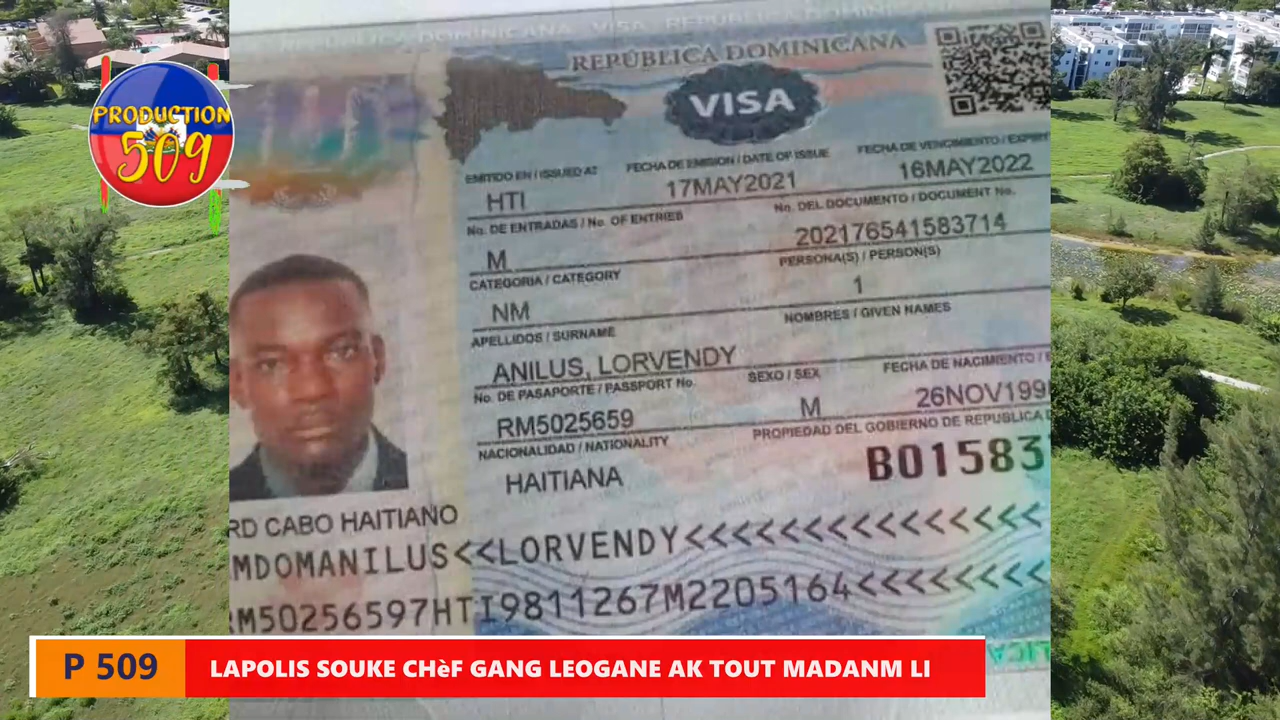 REPÚBLICA DOMINICANA
VISA
PRODUCTION
509
EMITIDO EN / ISSUED AT
FECHA DE EMISION / DATE OF ISSUE
FECHA DE VENCIMIENTO / EXPIR
HTI
17MAY2021
16MAY2022
No. DE ENTRADAS / No. OF ENTRIES
No. DEL DOCUMENTO / DOCUMENT No.
M
202176541583714
CATEGORIA / CATEGORY
PERSONA(S) / PERSON(S)
NM
1
APELLIDOS / SURNAME
NOMBRES / GIVEN NAMES
ANILUS, LORVENDY
No. DE PASAPORTE / PASSPORT No.
SEXO / SEX
FECHA DE NACIMIENTO /
RM5025659
M
26NOV199
NACIONALIDAD / NATIONALITY
PROPIEDAD DEL GOBIERNO DE REPUBLICA D
HAITIANA
B01583
RD CABO HAITIANO
MDOMANILUS<<LORVENDY<<<<<<<<<<<<<<<
RM50256597HTI9811267M2205164<<<<<<<<
P 509
LAPOLIS SOUKE CHèF GANG LEOGANE AK TOUT MADANM LI